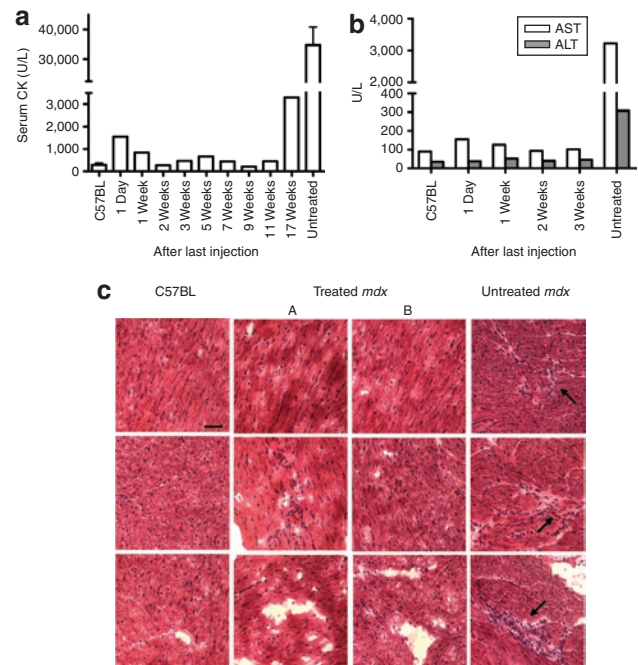 a
Serum CK (U/L)
40,000
30,000
3,000
2,000
1,000
0
C57BL
1 Day
1 Week
2 Weeks
3 Weeks
5 Weeks
7 Weeks
9 Weeks
11 Weeks
17 Weeks
Untreated
After last injection
b
U/L
4,000
3,000
2,000
400
300
200
100
0
AST
ALT
C57BL
1 Day
1 Week
2 Weeks
3 Weeks
Untreated
After last injection
c
C57BL
Treated mdx
Untreated mdx
A
B